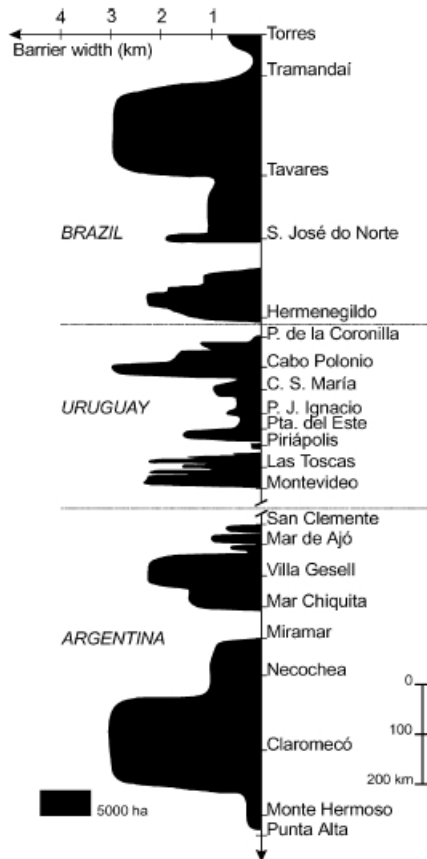 4 3 2 1
Barrier width (km)
Torres
Tramandaí
Tavares
BRAZIL
S. José do Norte
Hermenegildo
P. de la Coronilla
Cabo Polonio
C. S. María
URUGUAY
P. J. Ignacio
Pta. del Este
Piriápolis
Las Toscas
Montevideo
San Clemente
Mar de Ajó
Villa Gesell
Mar Chiquita
ARGENTINA
Miramar
Necochea
0
100
Claromecó
200 km
5000 ha
Monte Hermoso
Punta Alta